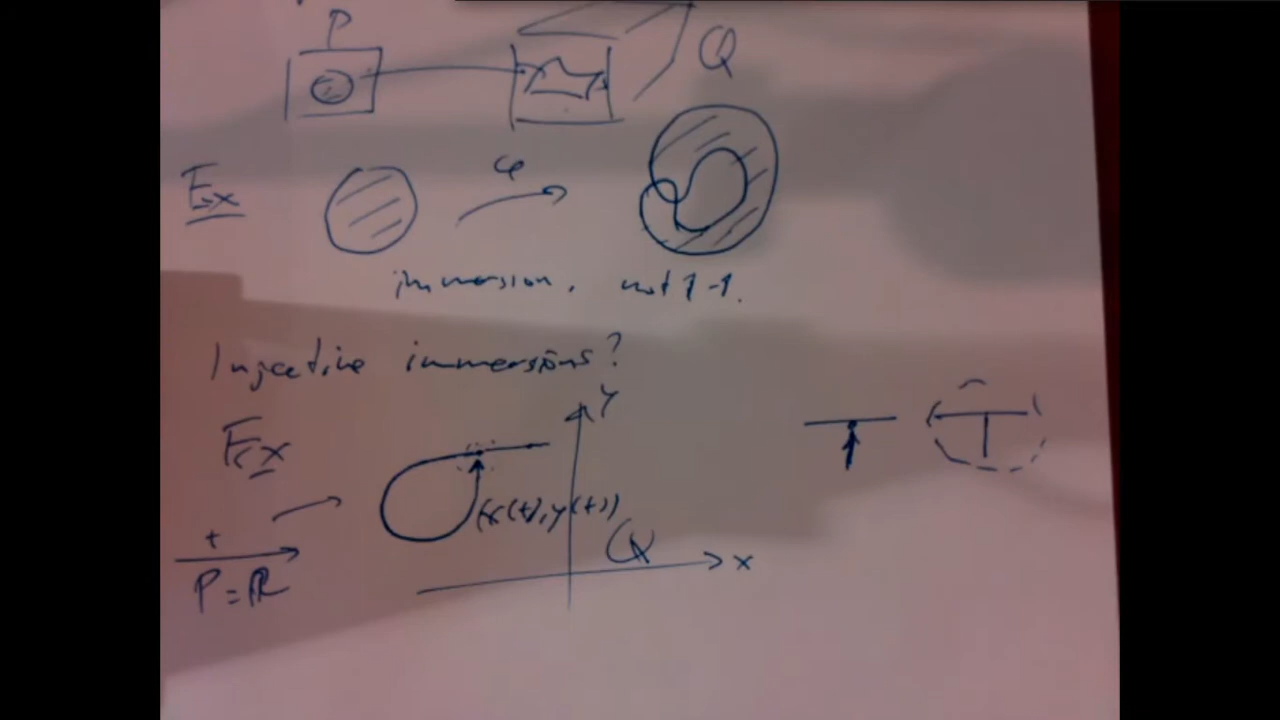 P
Q
Ex
φ
immersion, not 1-1.
Injective immersions?
Ex
y
(x(t), y(t))
t
Q
x
P = ℝ